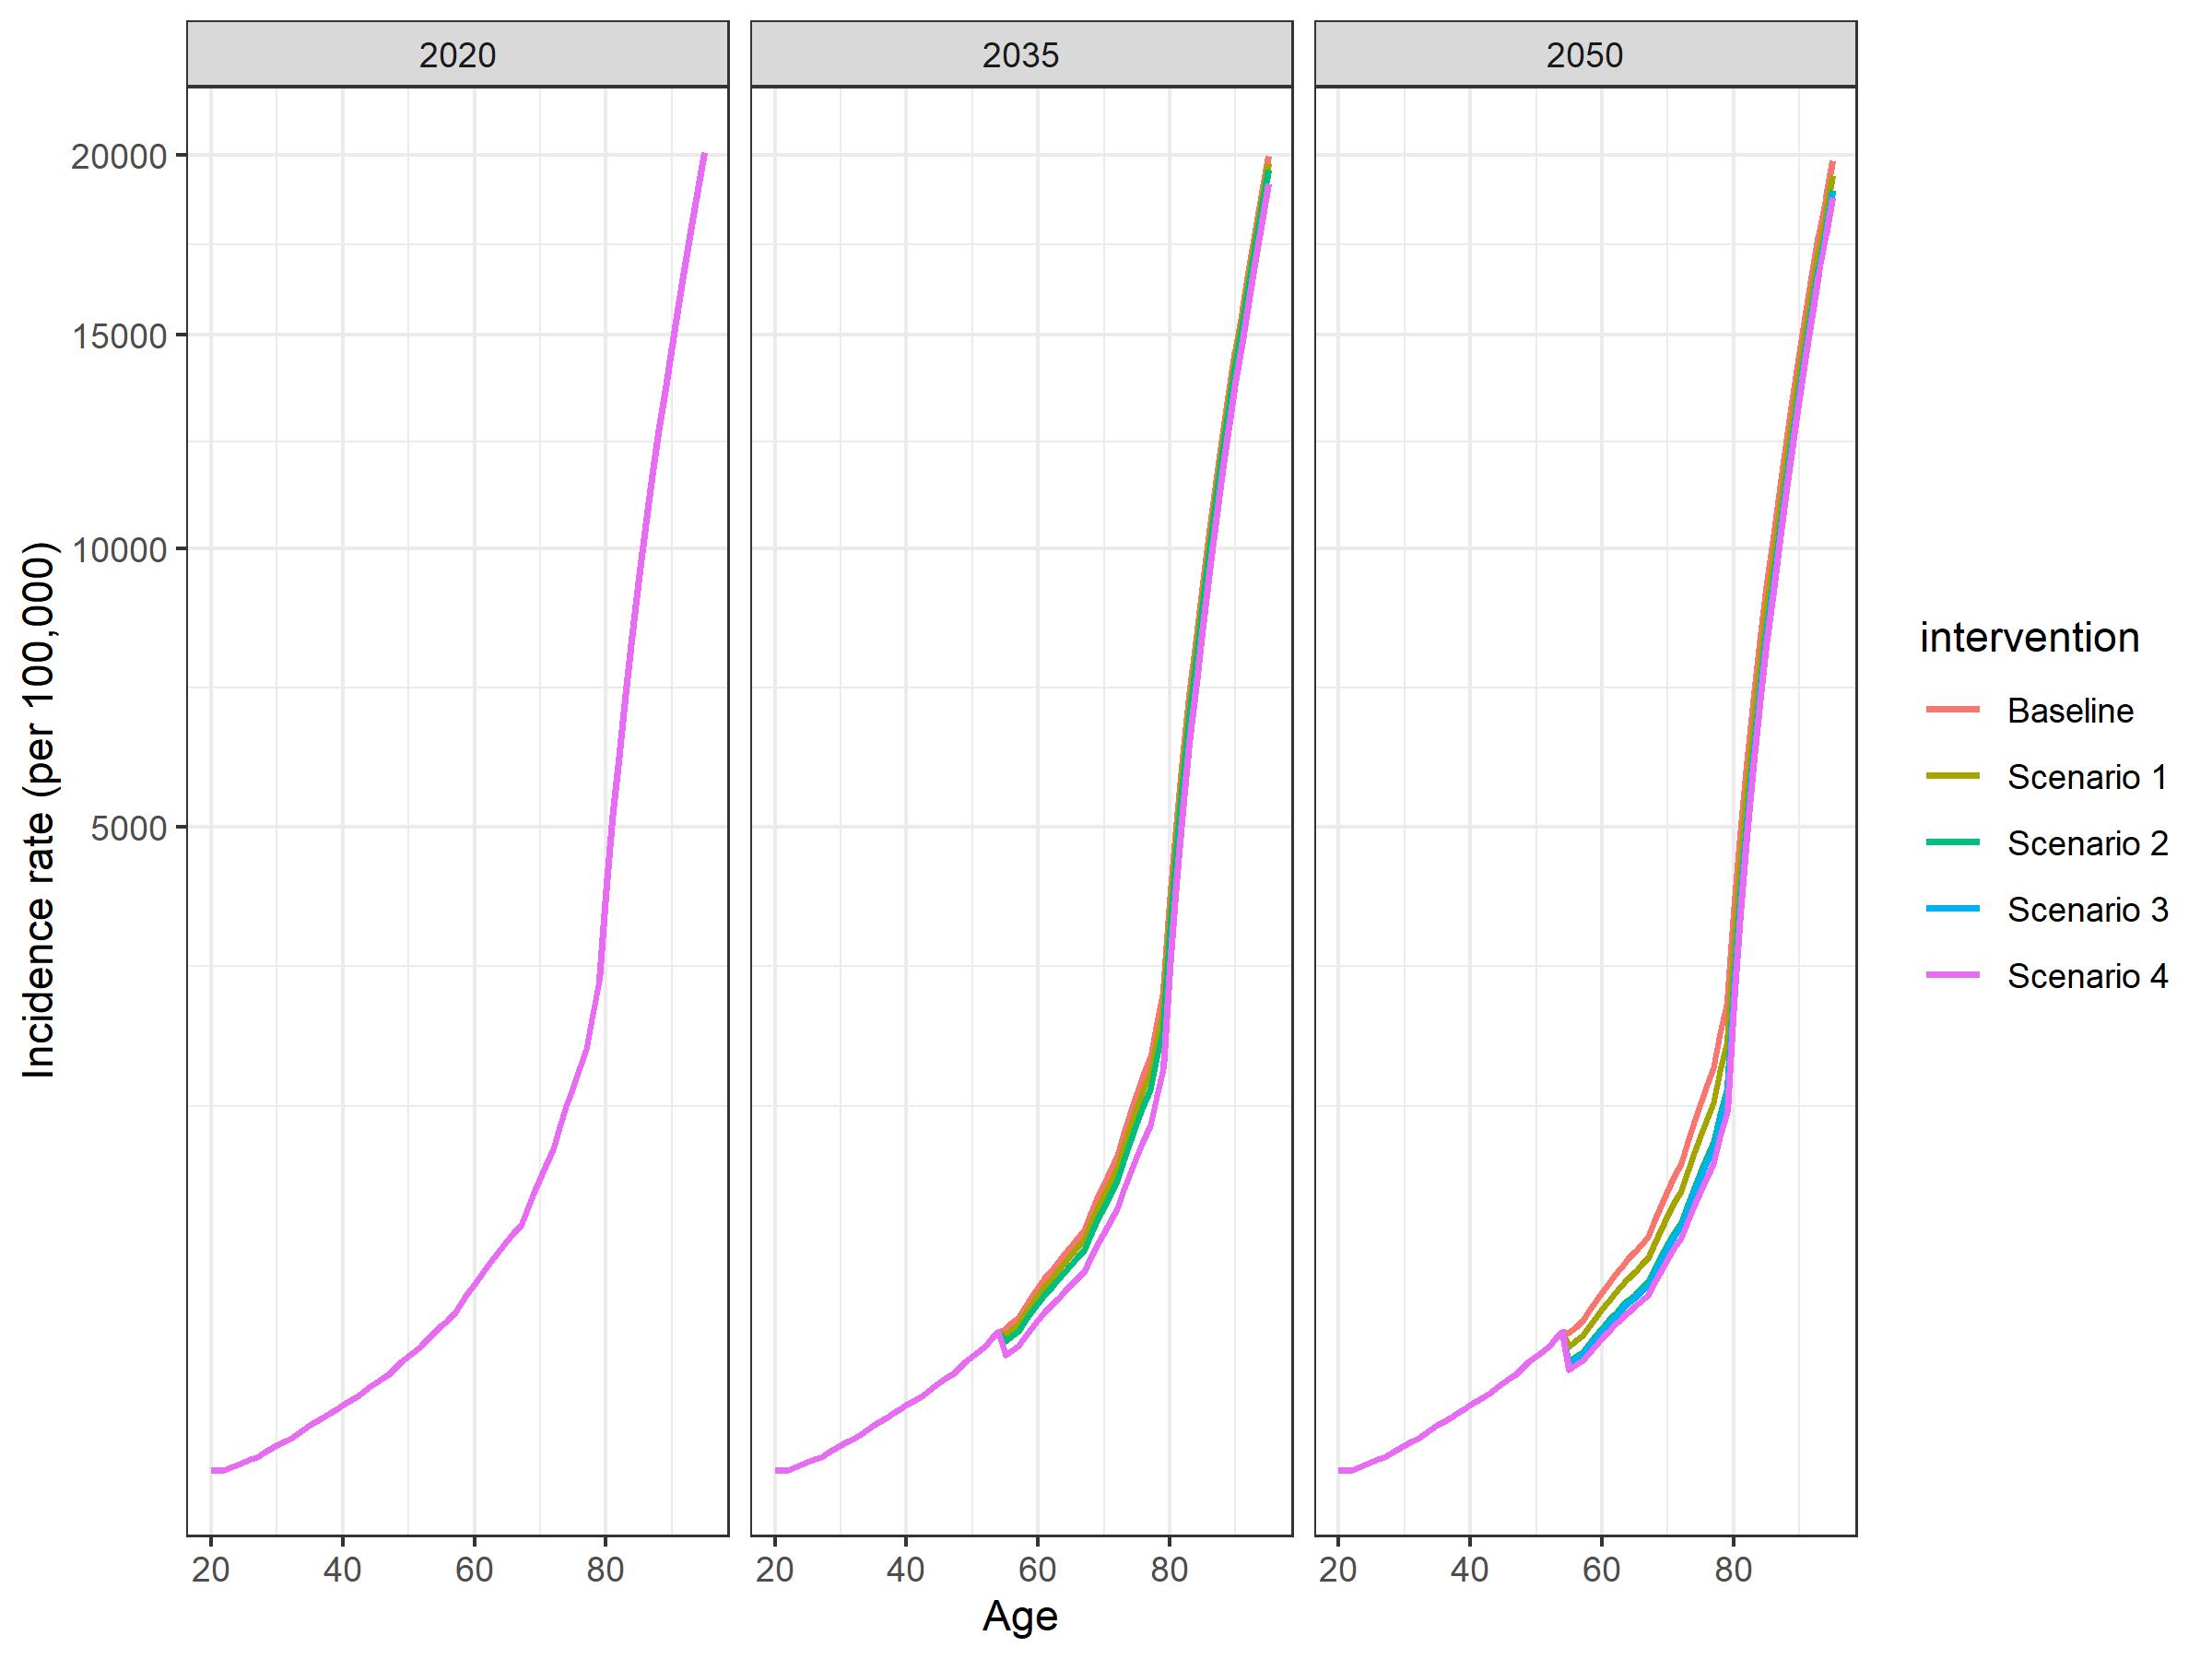 2020
2035
2050
20000
15000
10000
5000
Incidence rate (per 100,000)
20 40 60 80
20 40 60 80
20 40 60 80
Age
intervention
Baseline
Scenario 1
Scenario 2
Scenario 3
Scenario 4